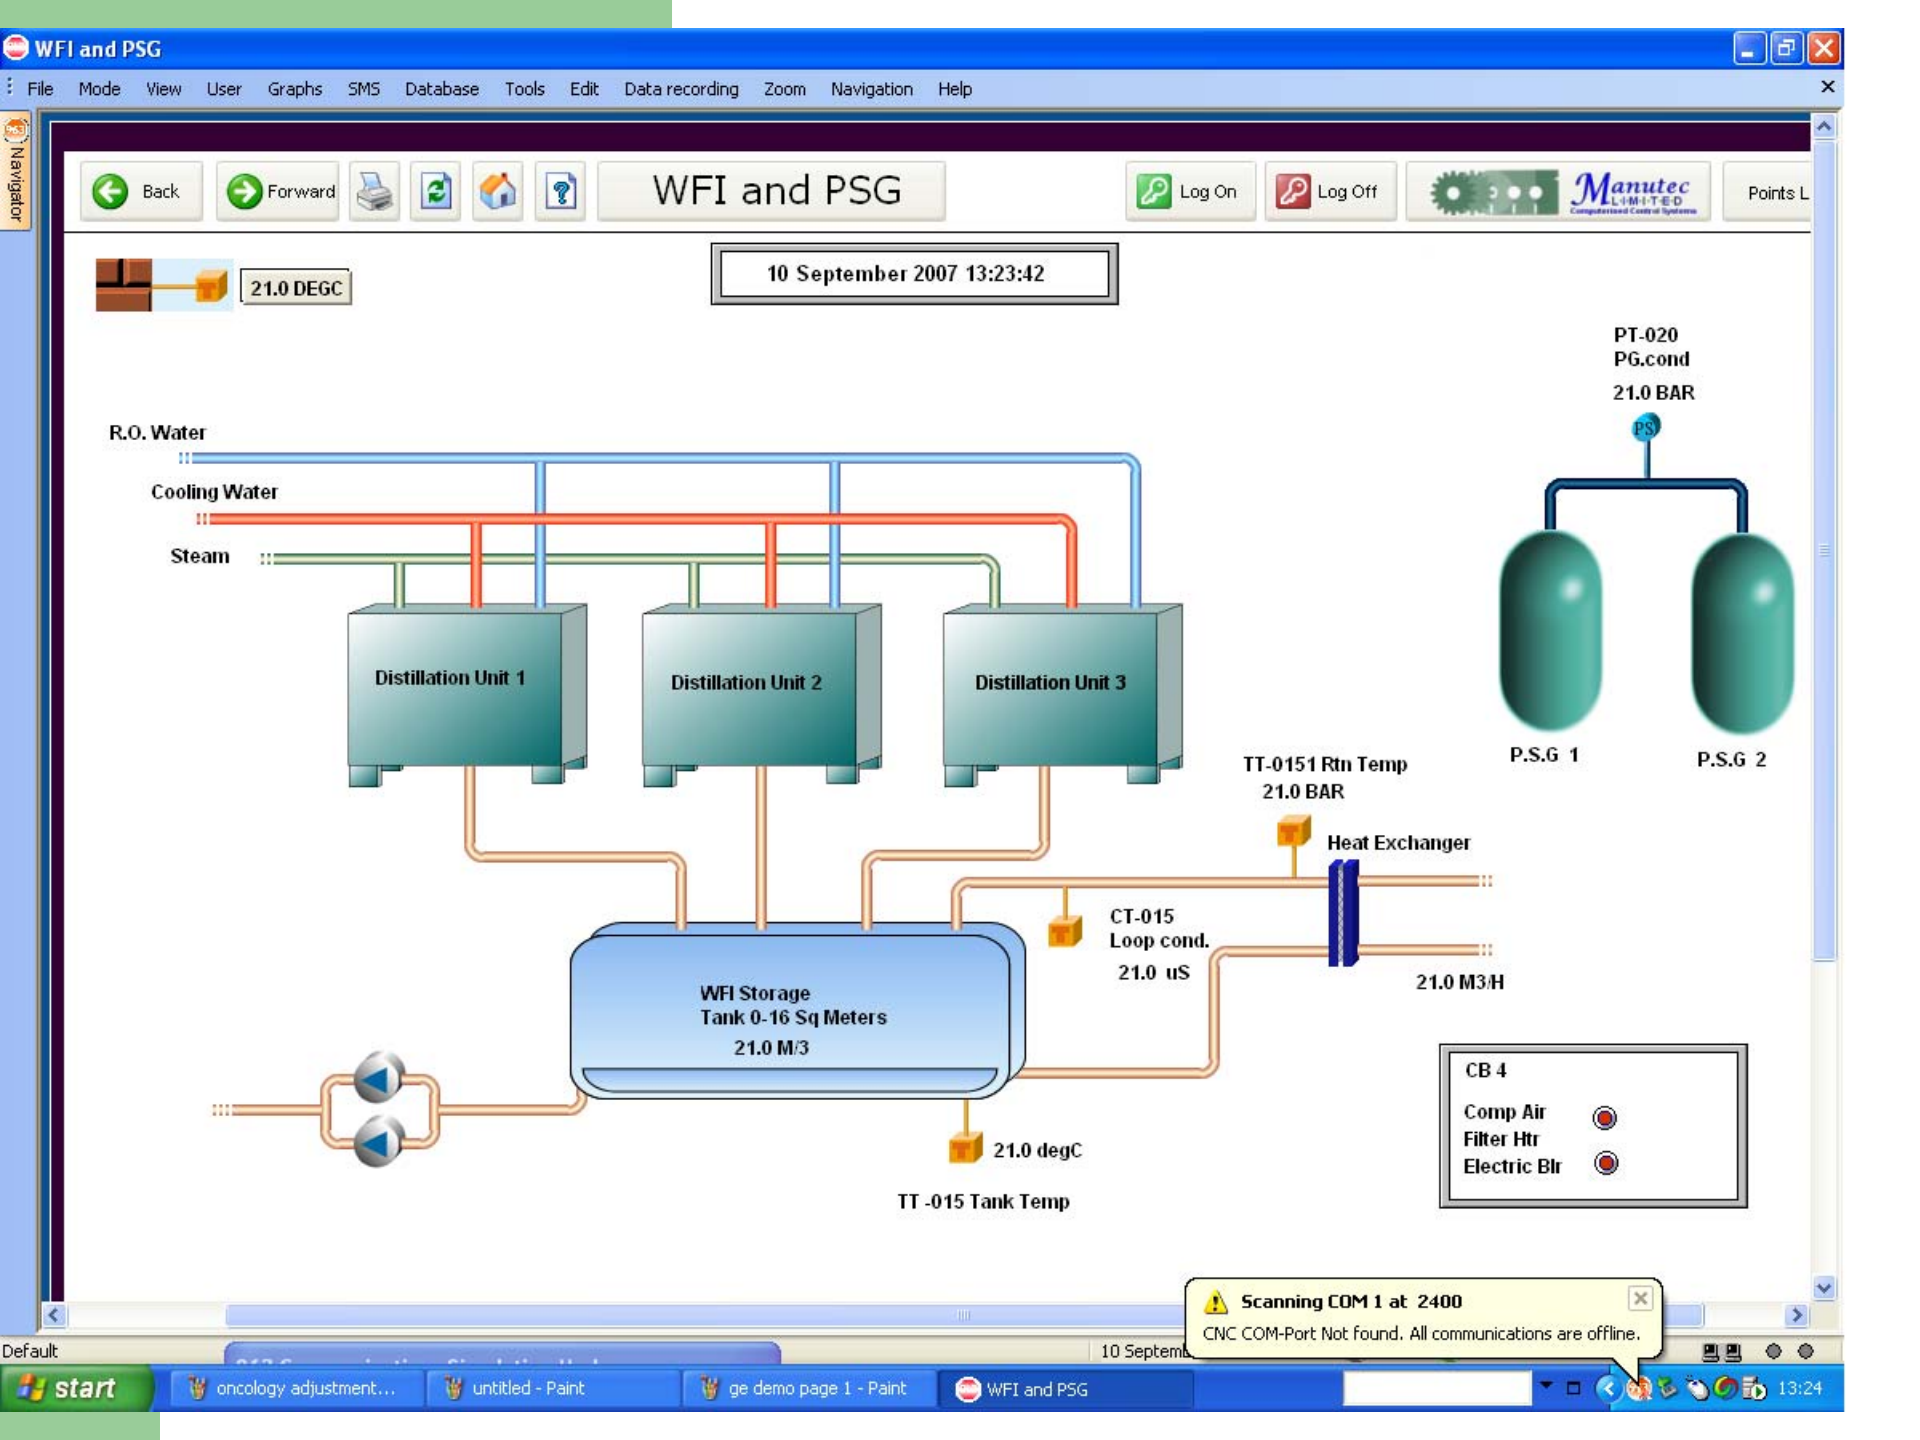 WFI and PSG
File Mode View User Graphs SMS Database Tools Edit Data recording Zoom Navigation Help
963 Navigator
Back Forward WFI and PSG Log On Log Off Manutec Points L
LIMITED
Computerised Control Systems
10 September 2007 13:23:42
T 21.0 DEGC
PT-020
PG.cond
21.0 BAR
PS
R.O. Water
Cooling Water
Steam
Distillation Unit 1
Distillation Unit 2
Distillation Unit 3
P.S.G 1
P.S.G 2
TT-0151 Rtn Temp
21.0 BAR
T
Heat Exchanger
CT-015
Loop cond.
21.0 uS
T
21.0 M3/H
WFI Storage
Tank 0-16 Sq Meters
21.0 M/3
CB 4
Comp Air
Filter Htr
Electric Blr
T 21.0 degC
TT -015 Tank Temp
Scanning COM 1 at 2400
CNC COM-Port Not found. All communications are offline.
Default
10 Septemb
start oncology adjustment... untitled - Paint ge demo page 1 - Paint WFI and PSG 13:24